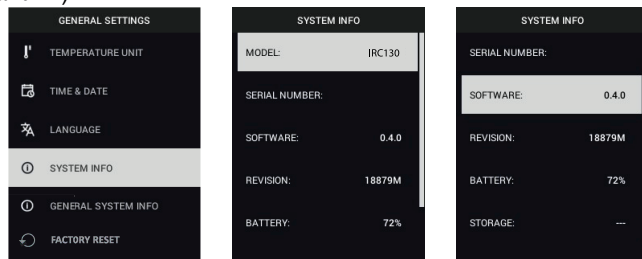 GENERAL SETTINGS
TEMPERATURE UNIT
TIME & DATE
LANGUAGE
SYSTEM INFO
GENERAL SYSTEM INFO
FACTORY RESET
SYSTEM INFO
MODEL: IRC130
SERIAL NUMBER:
SOFTWARE: 0.4.0
REVISION: 18879M
BATTERY: 72%
SYSTEM INFO
SERIAL NUMBER:
SOFTWARE: 0.4.0
REVISION: 18879M
BATTERY: 72%
STORAGE: ---